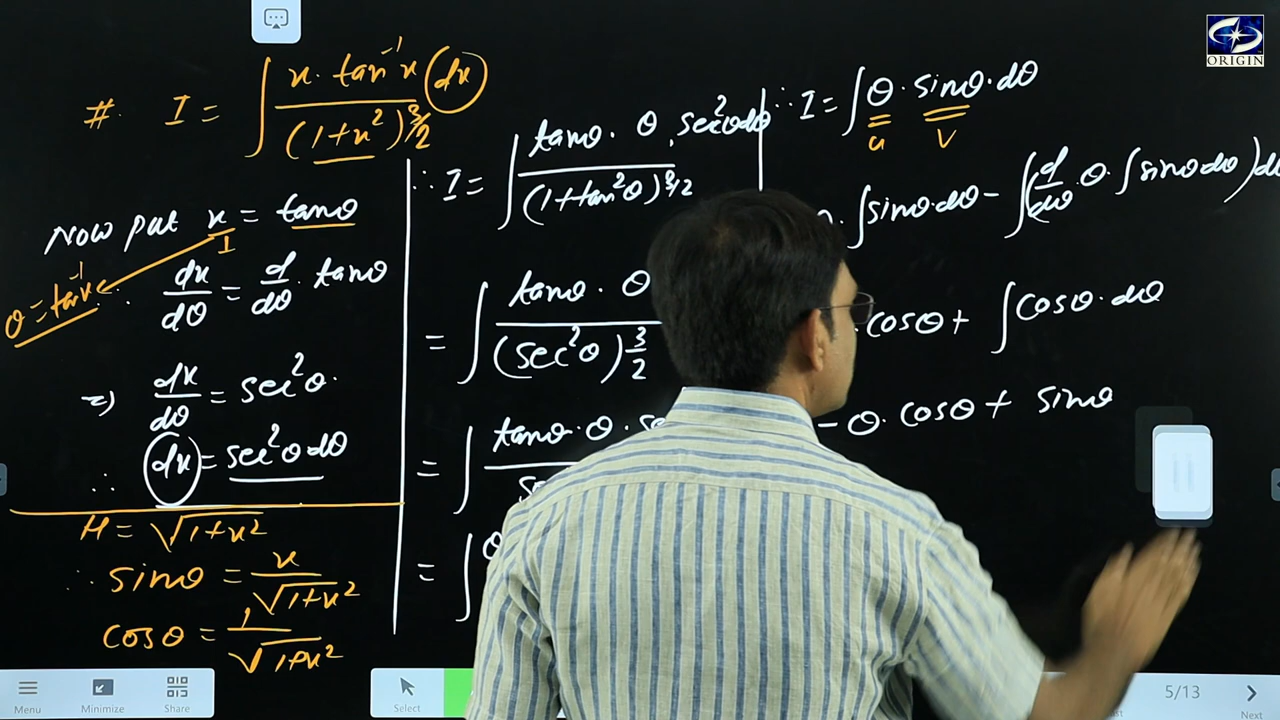 # I = ∫ x · tan⁻¹x dx / (1+x²)^3/2
Now put x = tanθ
I
θ = tan⁻¹x
∴ dx/dθ = d/dθ · tanθ
=> dx/dθ = sec²θ ·
∴ dx = sec²θ dθ
H = √1+x²
∴ sinθ = x/√1+x²
cosθ = 1/√1+x²
∴ I = ∫ tanθ · θ . sec²θdθ / (1+tan²θ)^3/2
= ∫ tanθ · θ / (sec²θ)^3/2
= ∫ tanθ · θ ·
= ∫ θ
∴ I = ∫ θ · sinθ · dθ
u v
· ∫ sinθ · dθ - ∫ (d/dθ θ · ∫ sinθ dθ) d
· cosθ + ∫ cosθ · dθ
- θ · cosθ + sinθ
ORIGIN
Menu
Minimize
Share
Select
5/13
Next